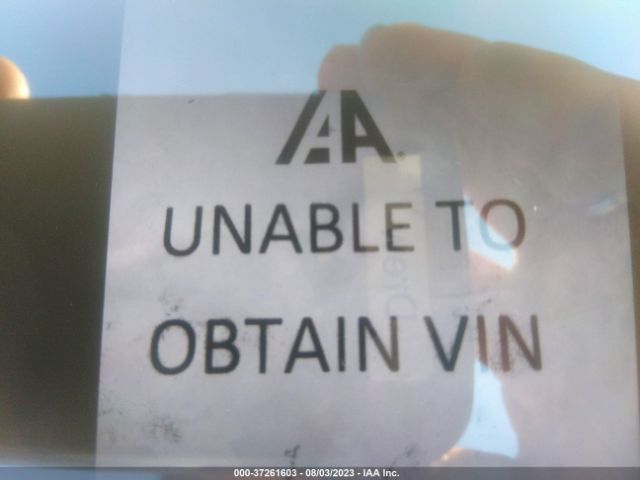 IAA
UNABLE TO
OBTAIN VIN
000-37261603 - 08/03/2023 - IAA Inc.